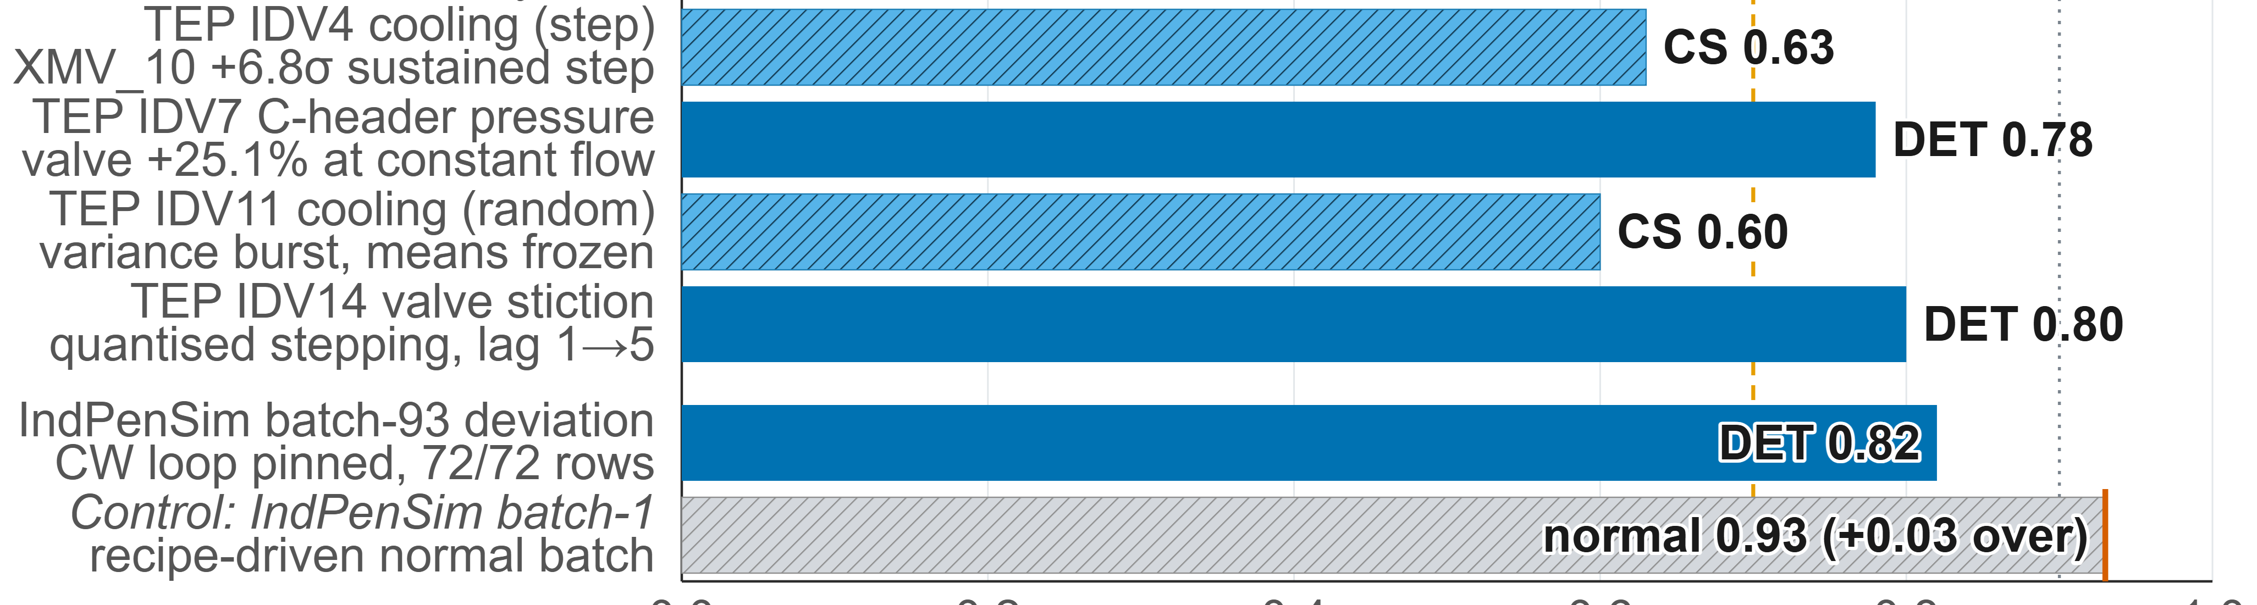 TEP IDV4 cooling (step)
XMV_10 +6.8σ sustained step
CS 0.63
TEP IDV7 C-header pressure
valve +25.1% at constant flow
DET 0.78
TEP IDV11 cooling (random)
variance burst, means frozen
CS 0.60
TEP IDV14 valve stiction
quantised stepping, lag 1→5
DET 0.80
IndPenSim batch-93 deviation
CW loop pinned, 72/72 rows
DET 0.82
Control: IndPenSim batch-1
recipe-driven normal batch
normal 0.93 (+0.03 over)